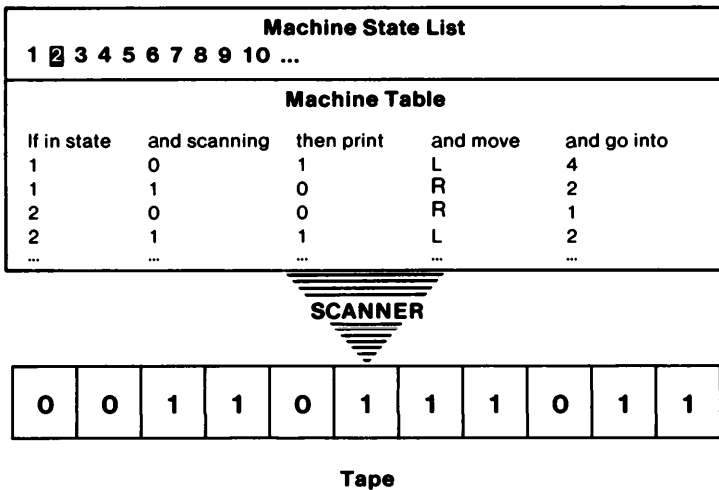 Machine State List
1 2 3 4 5 6 7 8 9 10 ...
Machine Table
If in state and scanning then print and move and go into
1 0 1 L 4
1 1 0 R 2
2 0 0 R 1
2 1 1 L 2
... ... ... ... ...
SCANNER
0 0 1 1 0 1 1 1 0 1 1
Tape